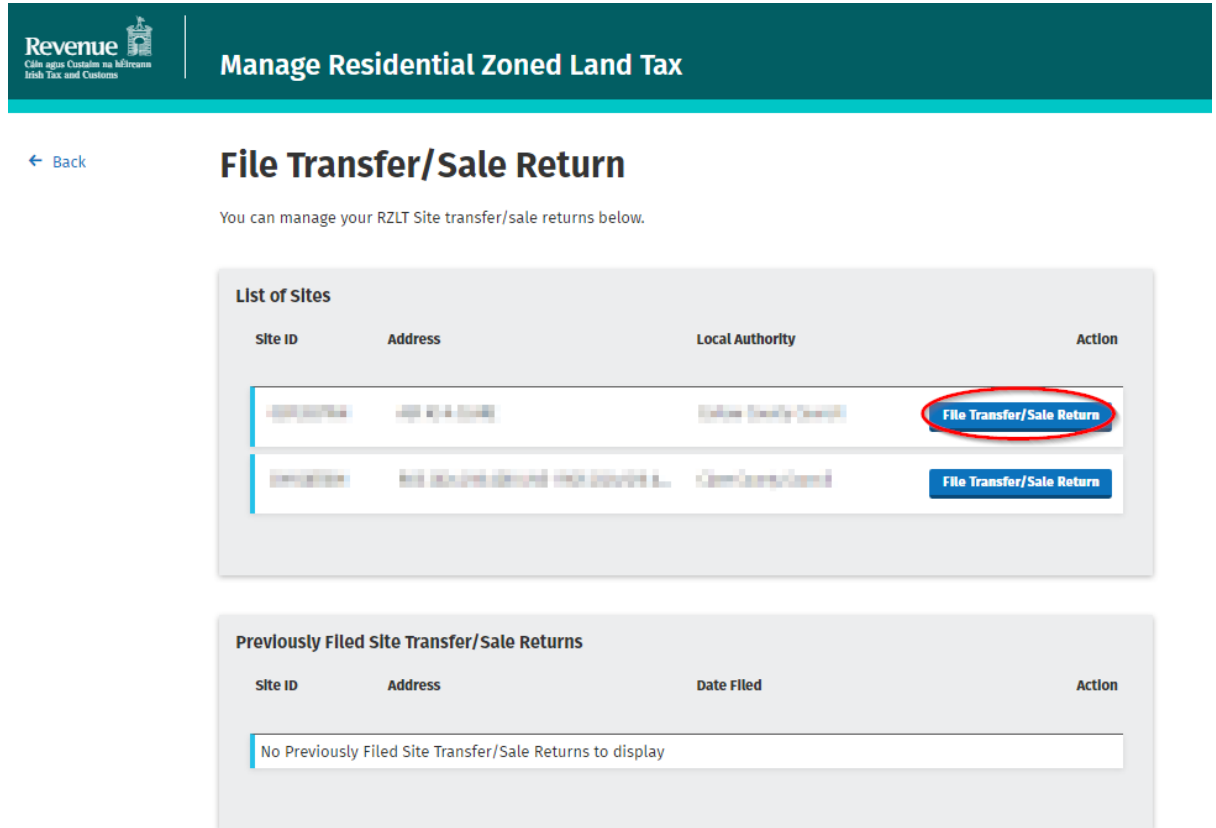 Revenue
Cáin agus Custaim na hÉireann
Irish Tax and Customs
Manage Residential Zoned Land Tax
← Back
File Transfer/Sale Return
You can manage your RZLT Site transfer/sale returns below.
List of Sites
Site ID Address Local Authority Action
File Transfer/Sale Return
File Transfer/Sale Return
Previously Filed Site Transfer/Sale Returns
Site ID Address Date Filed Action
No Previously Filed Site Transfer/Sale Returns to display